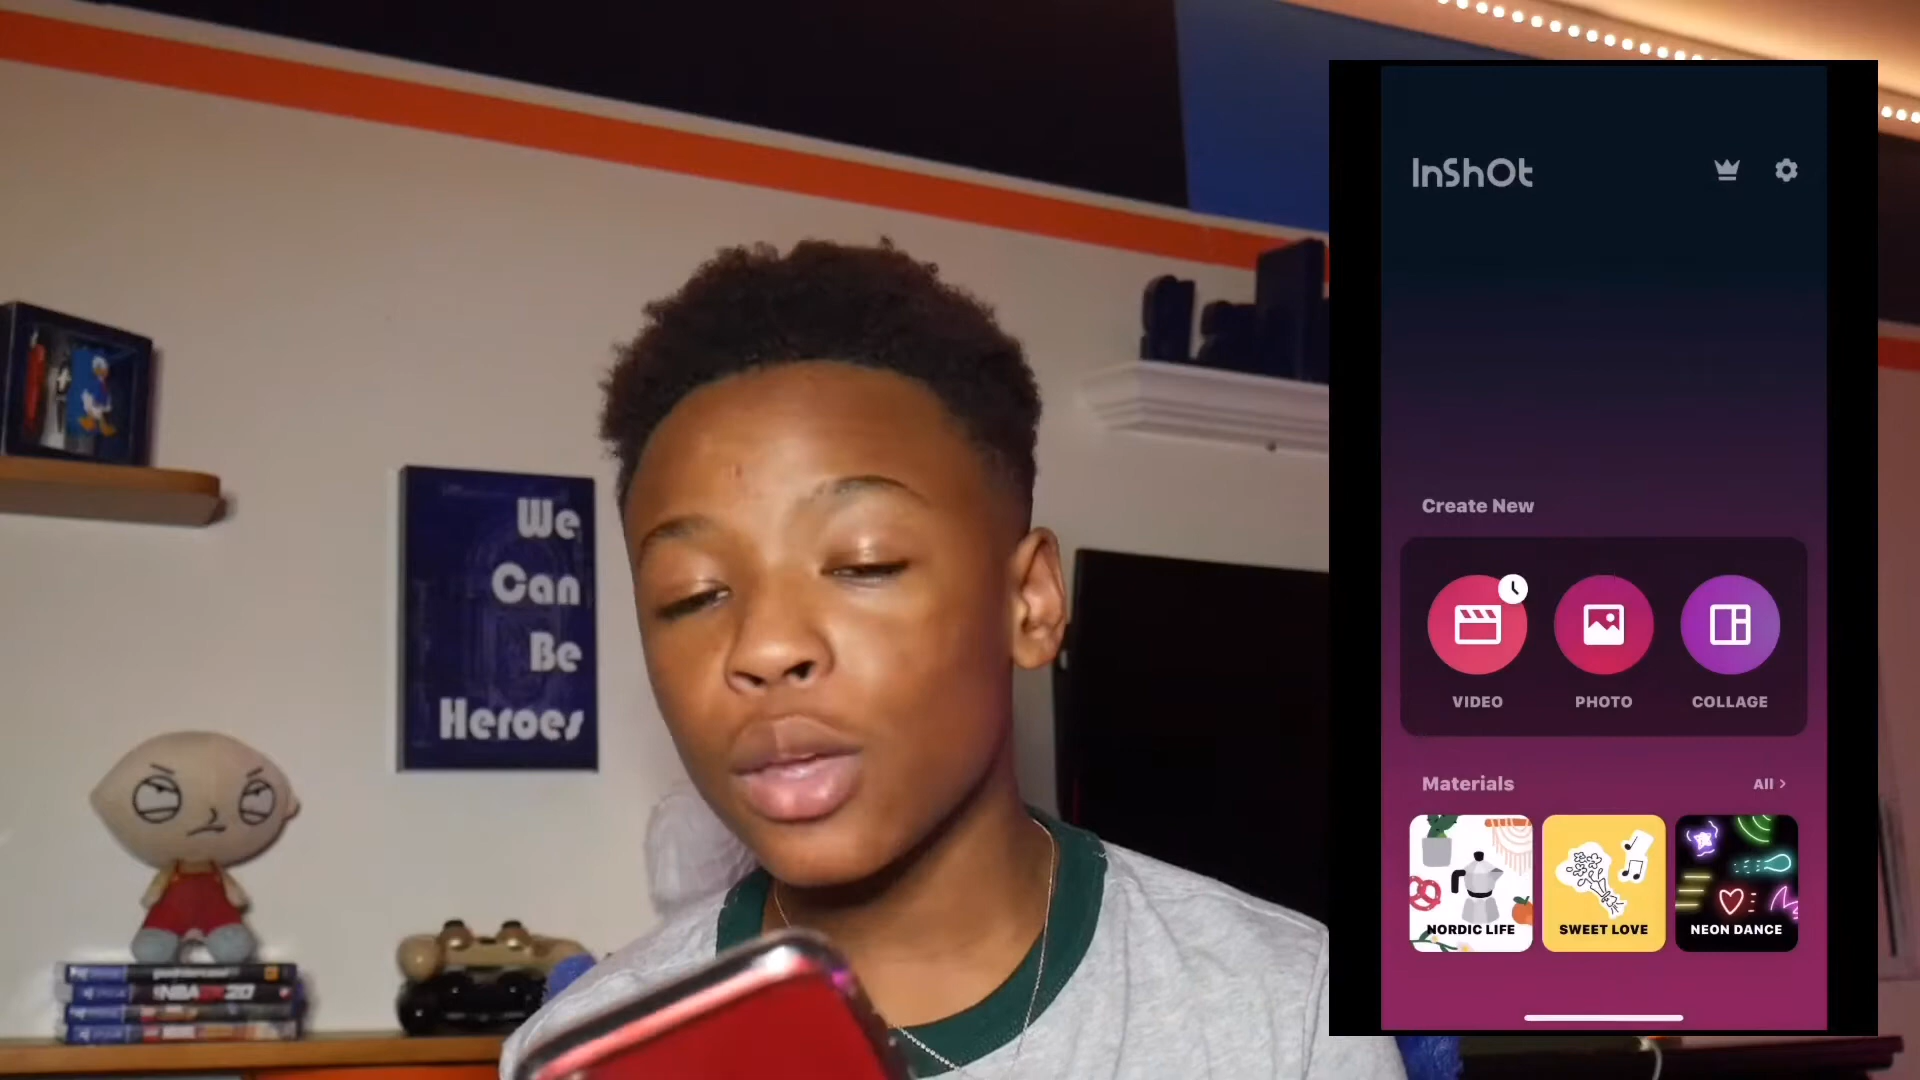 We
Can
Be
Heroes
NBA 2K20
InShOt
Create New
VIDEO
PHOTO
COLLAGE
Materials
All >
NORDIC LIFE
SWEET LOVE
NEON DANCE